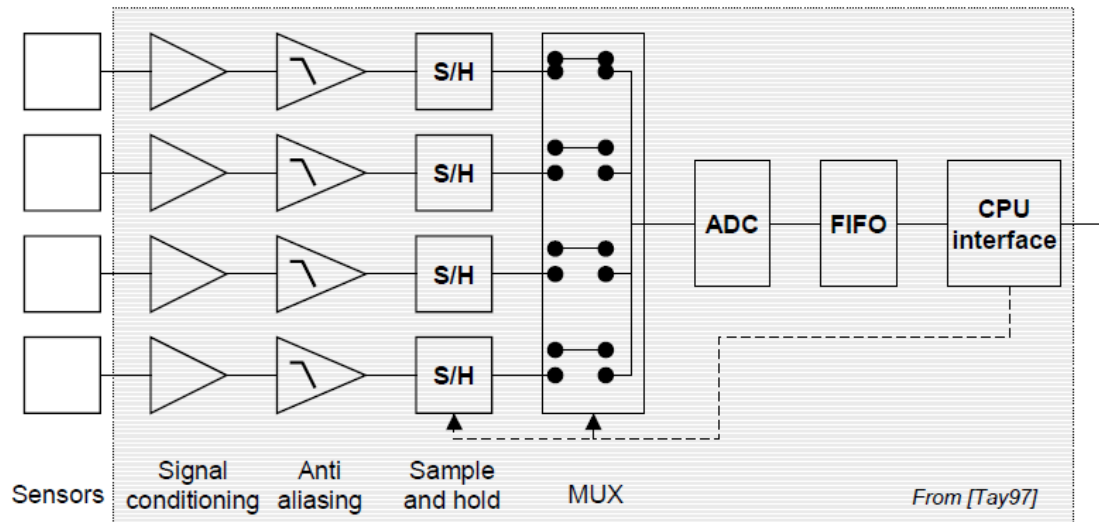 S/H
S/H
S/H
S/H
ADC
FIFO
CPU
interface
Sensors
Signal
conditioning
Anti
aliasing
Sample
and hold
MUX
From [Tay97]